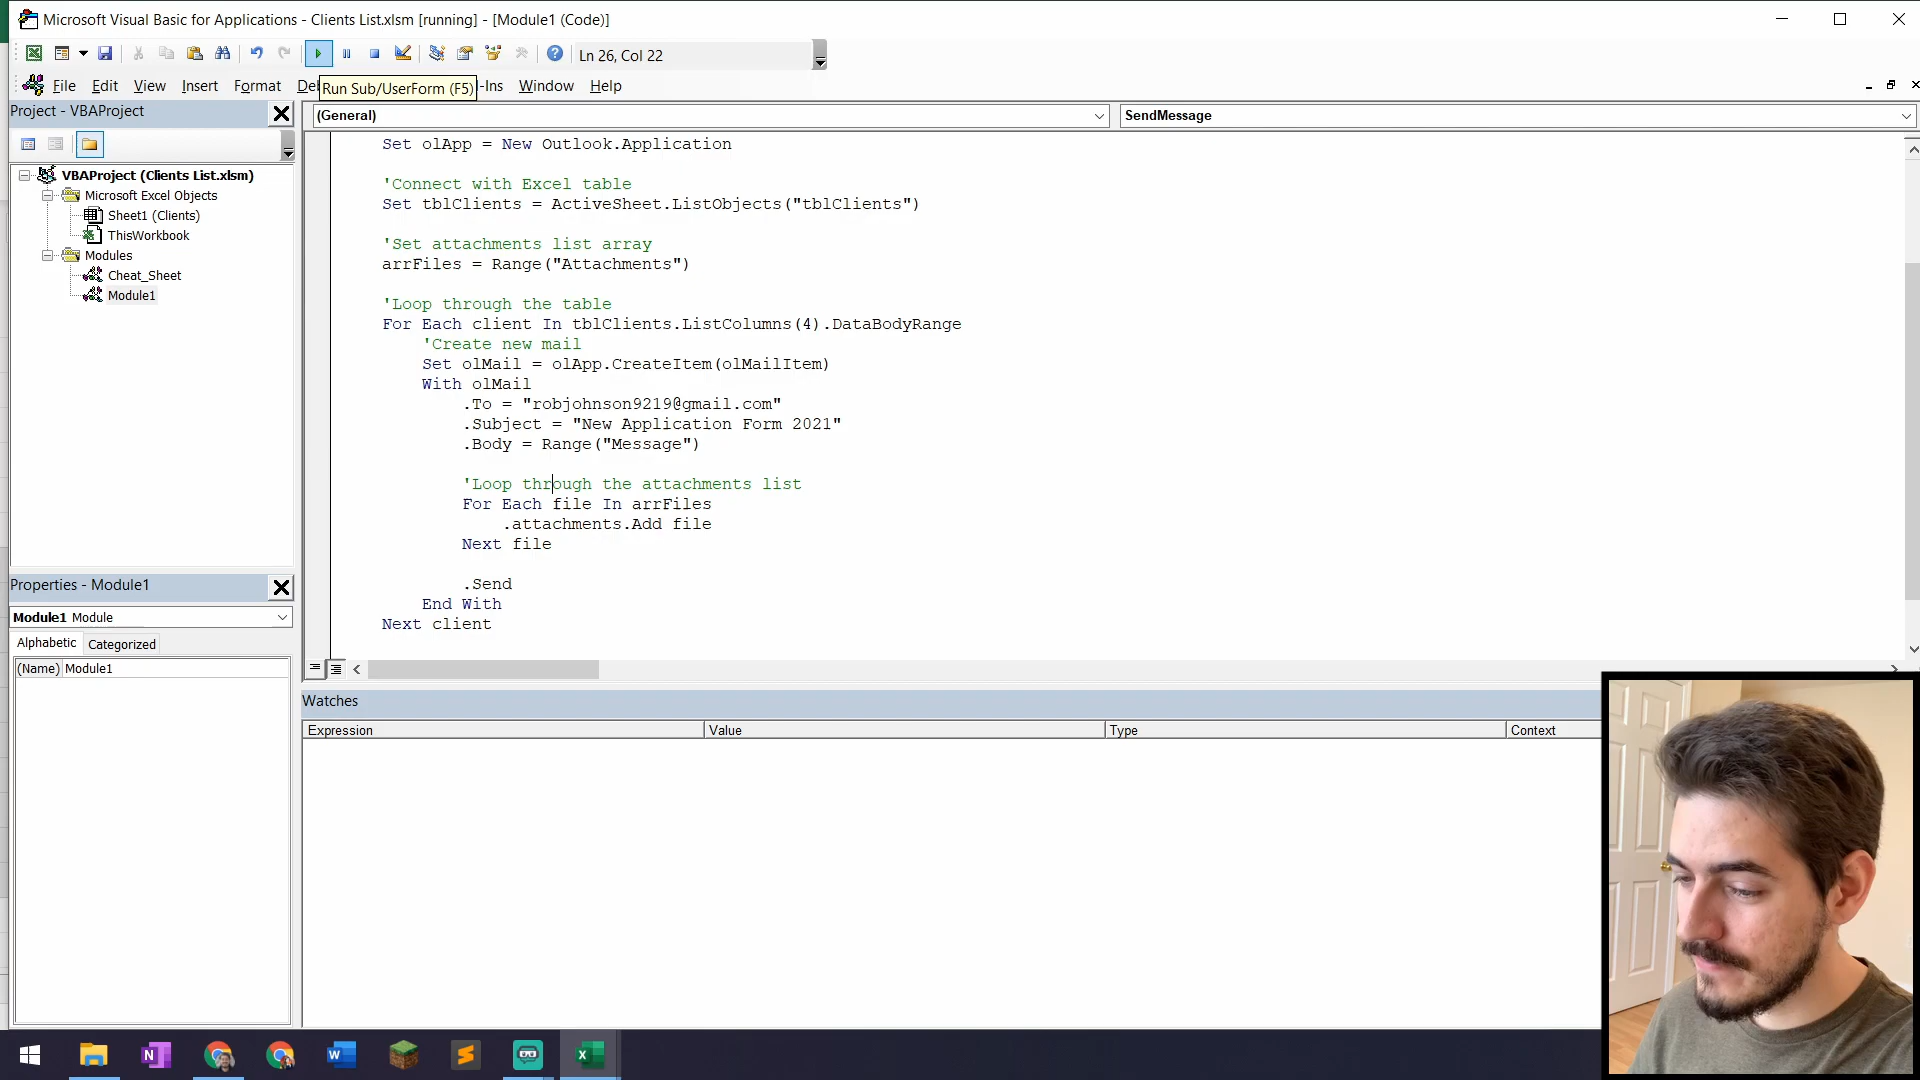 Microsoft Visual Basic for Applications - Clients List.xlsm [running] - [Module1 (Code)]
Ln 26, Col 22
File Edit View Insert Format
Run Sub/UserForm (F5)
-Ins Window Help
Project - VBAProject
(General)
SendMessage
VBAProject (Clients List.xlsm)
Microsoft Excel Objects
Sheet1 (Clients)
ThisWorkbook
Modules
Cheat_Sheet
Module1
Set olApp = New Outlook.Application
'Connect with Excel table
Set tblClients = ActiveSheet.ListObjects("tblClients")
'Set attachments list array
arrFiles = Range("Attachments")
'Loop through the table
For Each client In tblClients.ListColumns(4).DataBodyRange
'Create new mail
Set olMail = olApp.CreateItem(olMailItem)
With olMail
.To = "robjohnson9219@gmail.com"
.Subject = "New Application Form 2021"
.Body = Range("Message")
'Loop through the attachments list
For Each file In arrFiles
.attachments.Add file
Next file
.Send
End With
Next client
Properties - Module1
Module1 Module
Alphabetic Categorized
(Name) Module1
Watches
Expression Value Type Context